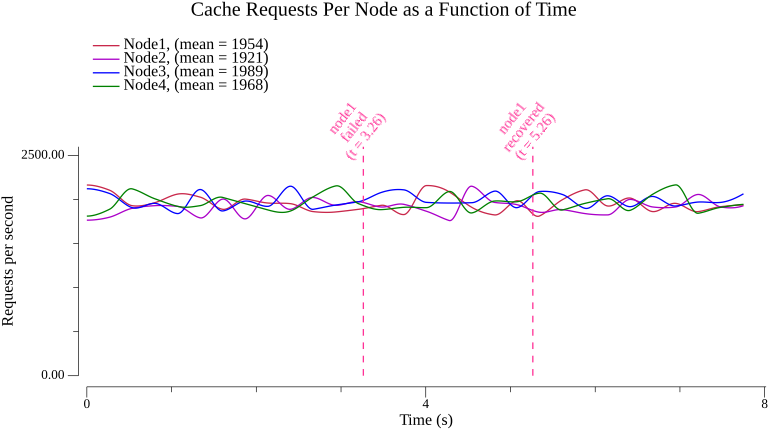 Cache Requests Per Node as a Function of Time
Node1, (mean = 1954)
Node2, (mean = 1921)
Node3, (mean = 1989)
Node4, (mean = 1968)
node1
failed
(t = 3.26)
node1
recovered
(t = 5.26)
2500.00
0.00
Requests per second
0
4
8
Time (s)